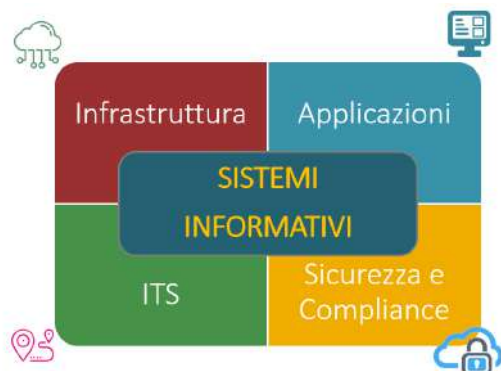 Infrastruttura
Applicazioni
SISTEMI
INFORMATIVI
ITS
Sicurezza e
Compliance